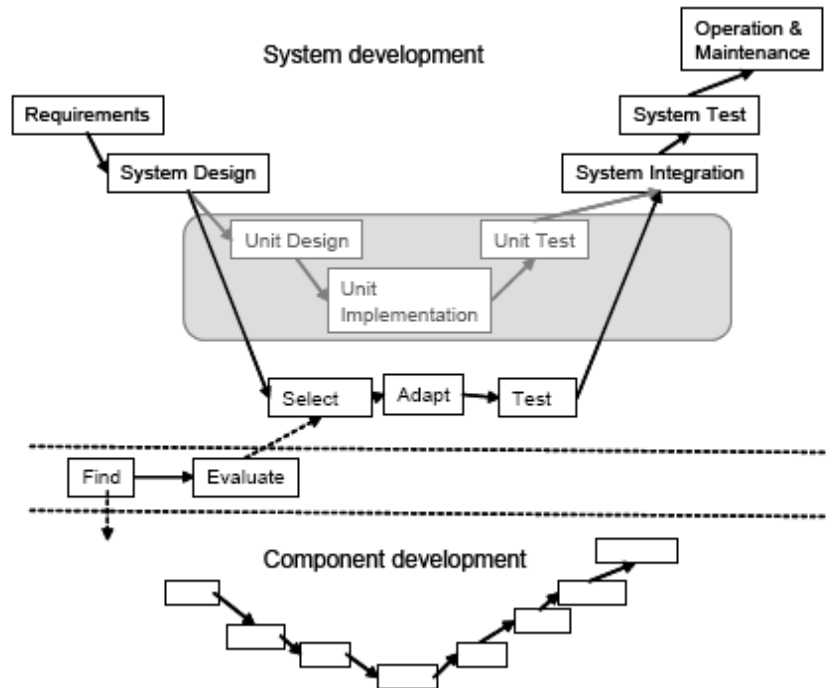 Operation &
Maintenance
System development
Requirements
System Test
System Design
System Integration
Unit Design
Unit Test
Unit
Implementation
Select
Adapt
Test
Find
Evaluate
Component development